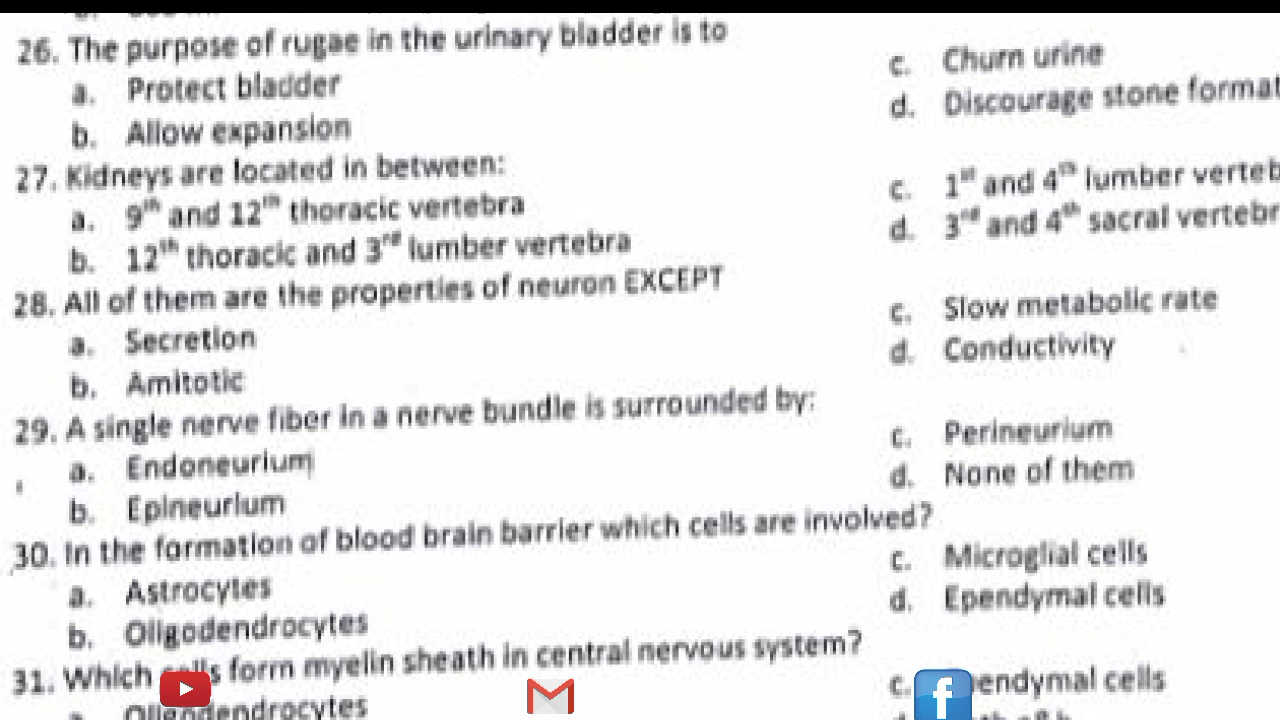 26. The purpose of rugae in the urinary bladder is to
a. Protect bladder
b. Allow expansion
c. Churn urine
d. Discourage stone format
27. Kidneys are located in between:
a. 9th and 12th thoracic vertebra
b. 12th thoracic and 3rd lumber vertebra
c. 1st and 4th lumber verteb
d. 3rd and 4th sacral vertebr
28. All of them are the properties of neuron EXCEPT
a. Secretion
b. Amitotic
c. Slow metabolic rate
d. Conductivity
29. A single nerve fiber in a nerve bundle is surrounded by:
a. Endoneurium
b. Epineurium
c. Perineurium
d. None of them
30. In the formation of blood brain barrier which cells are involved?
a. Astrocytes
b. Oligodendrocytes
c. Microglial cells
d. Ependymal cells
31. Which cells form myelin sheath in central nervous system?
a. Oligodendrocytes
c. endymal cells